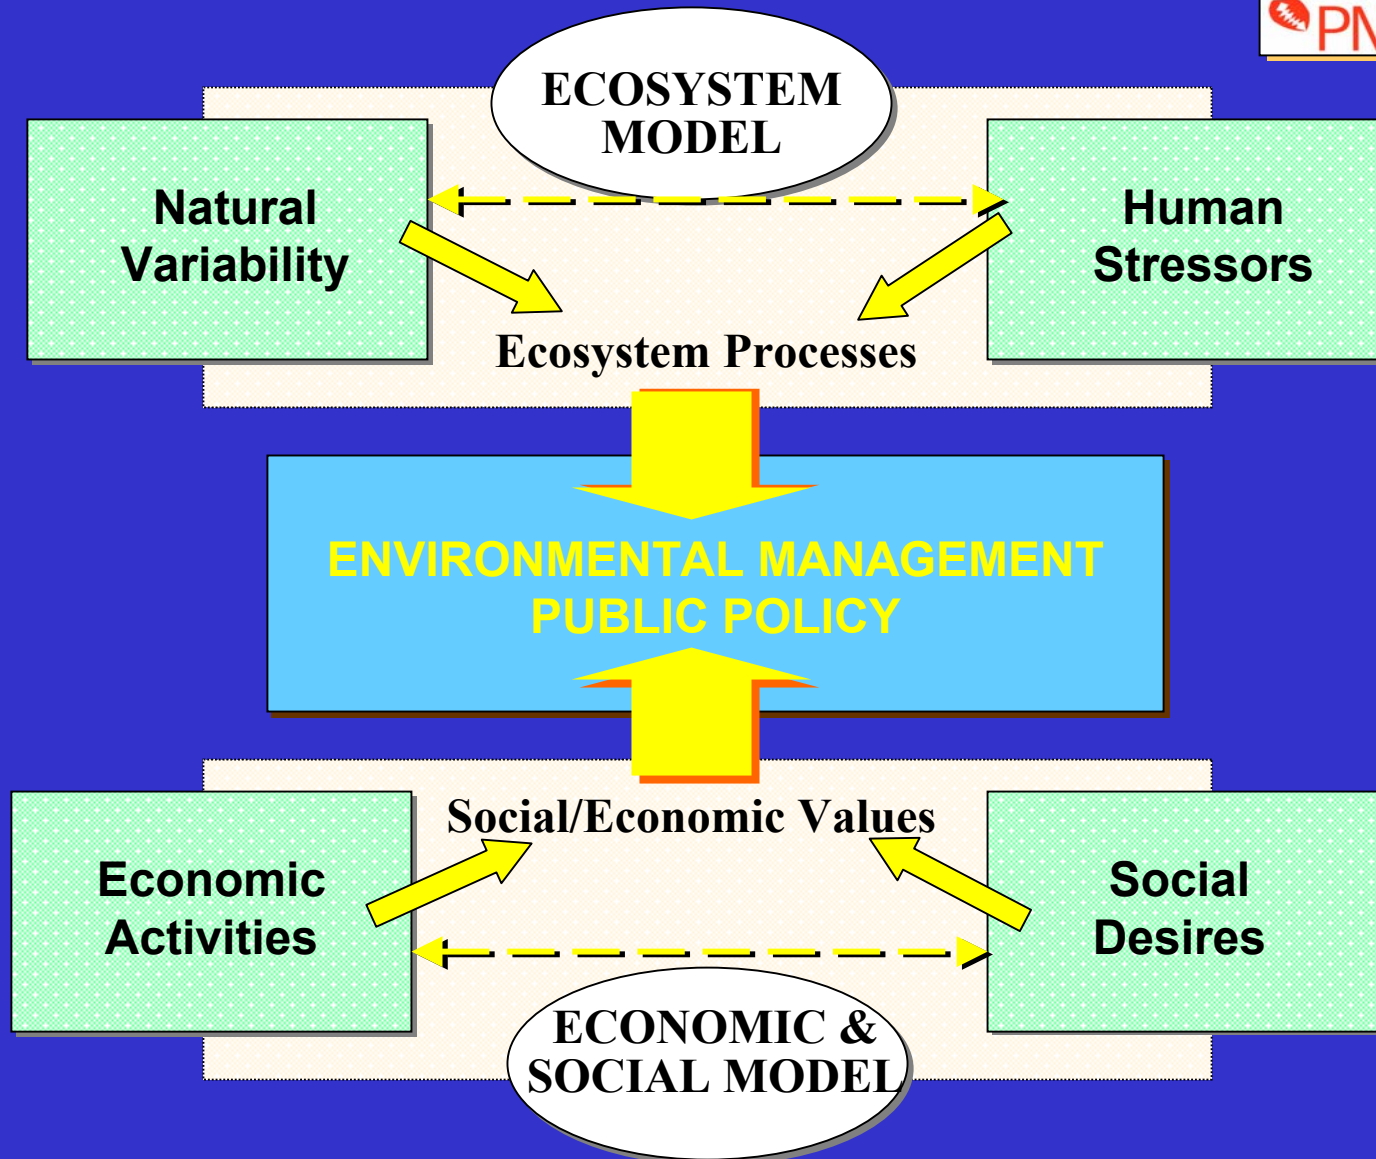 PN
ECOSYSTEM
MODEL
Natural
Variability
Human
Stressors
Ecosystem Processes
ENVIRONMENTAL MANAGEMENT
PUBLIC POLICY
Social/Economic Values
Economic
Activities
Social
Desires
ECONOMIC &
SOCIAL MODEL